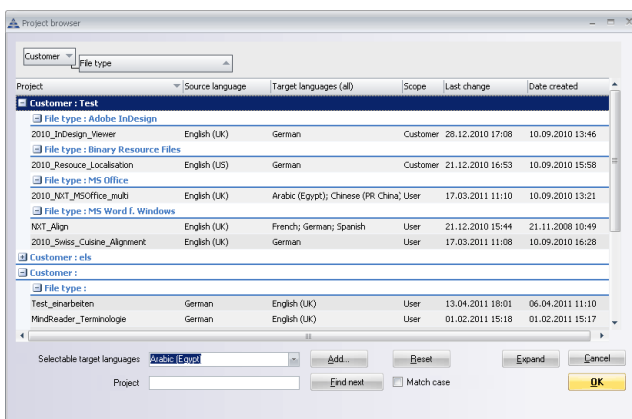 Project browser
Customer
File type
Project Source language Target languages (all) Scope Last change Date created
Customer : Test
File type : Adobe InDesign
2010_InDesign_Viewer English (UK) German Customer 28.12.2010 17:08 10.09.2010 13:46
File type : Binary Resource Files
2010_Resouce_Localisation English (US) German Customer 21.12.2010 16:53 10.09.2010 15:58
File type : MS Office
2010_NXT_MSOffice_multi English (UK) Arabic (Egypt); Chinese (PR China; User 17.03.2011 11:10 10.09.2010 13:21
File type : MS Word f. Windows
NXT_Align English (UK) French; German; Spanish User 21.12.2010 15:44 21.11.2008 10:49
2010_Swiss_Cuisine_Alignment English (UK) German User 17.03.2011 11:08 10.09.2010 16:28
Customer : els
Customer :
File type :
Test_einarbeiten German English (UK) User 13.04.2011 18:01 06.04.2011 11:10
MindReader_Terminologie German English (UK) User 01.02.2011 15:18 01.02.2011 15:17
Selectable target languages Arabic (Egypt) Add... Reset Expand Cancel
Project Find next Match case OK